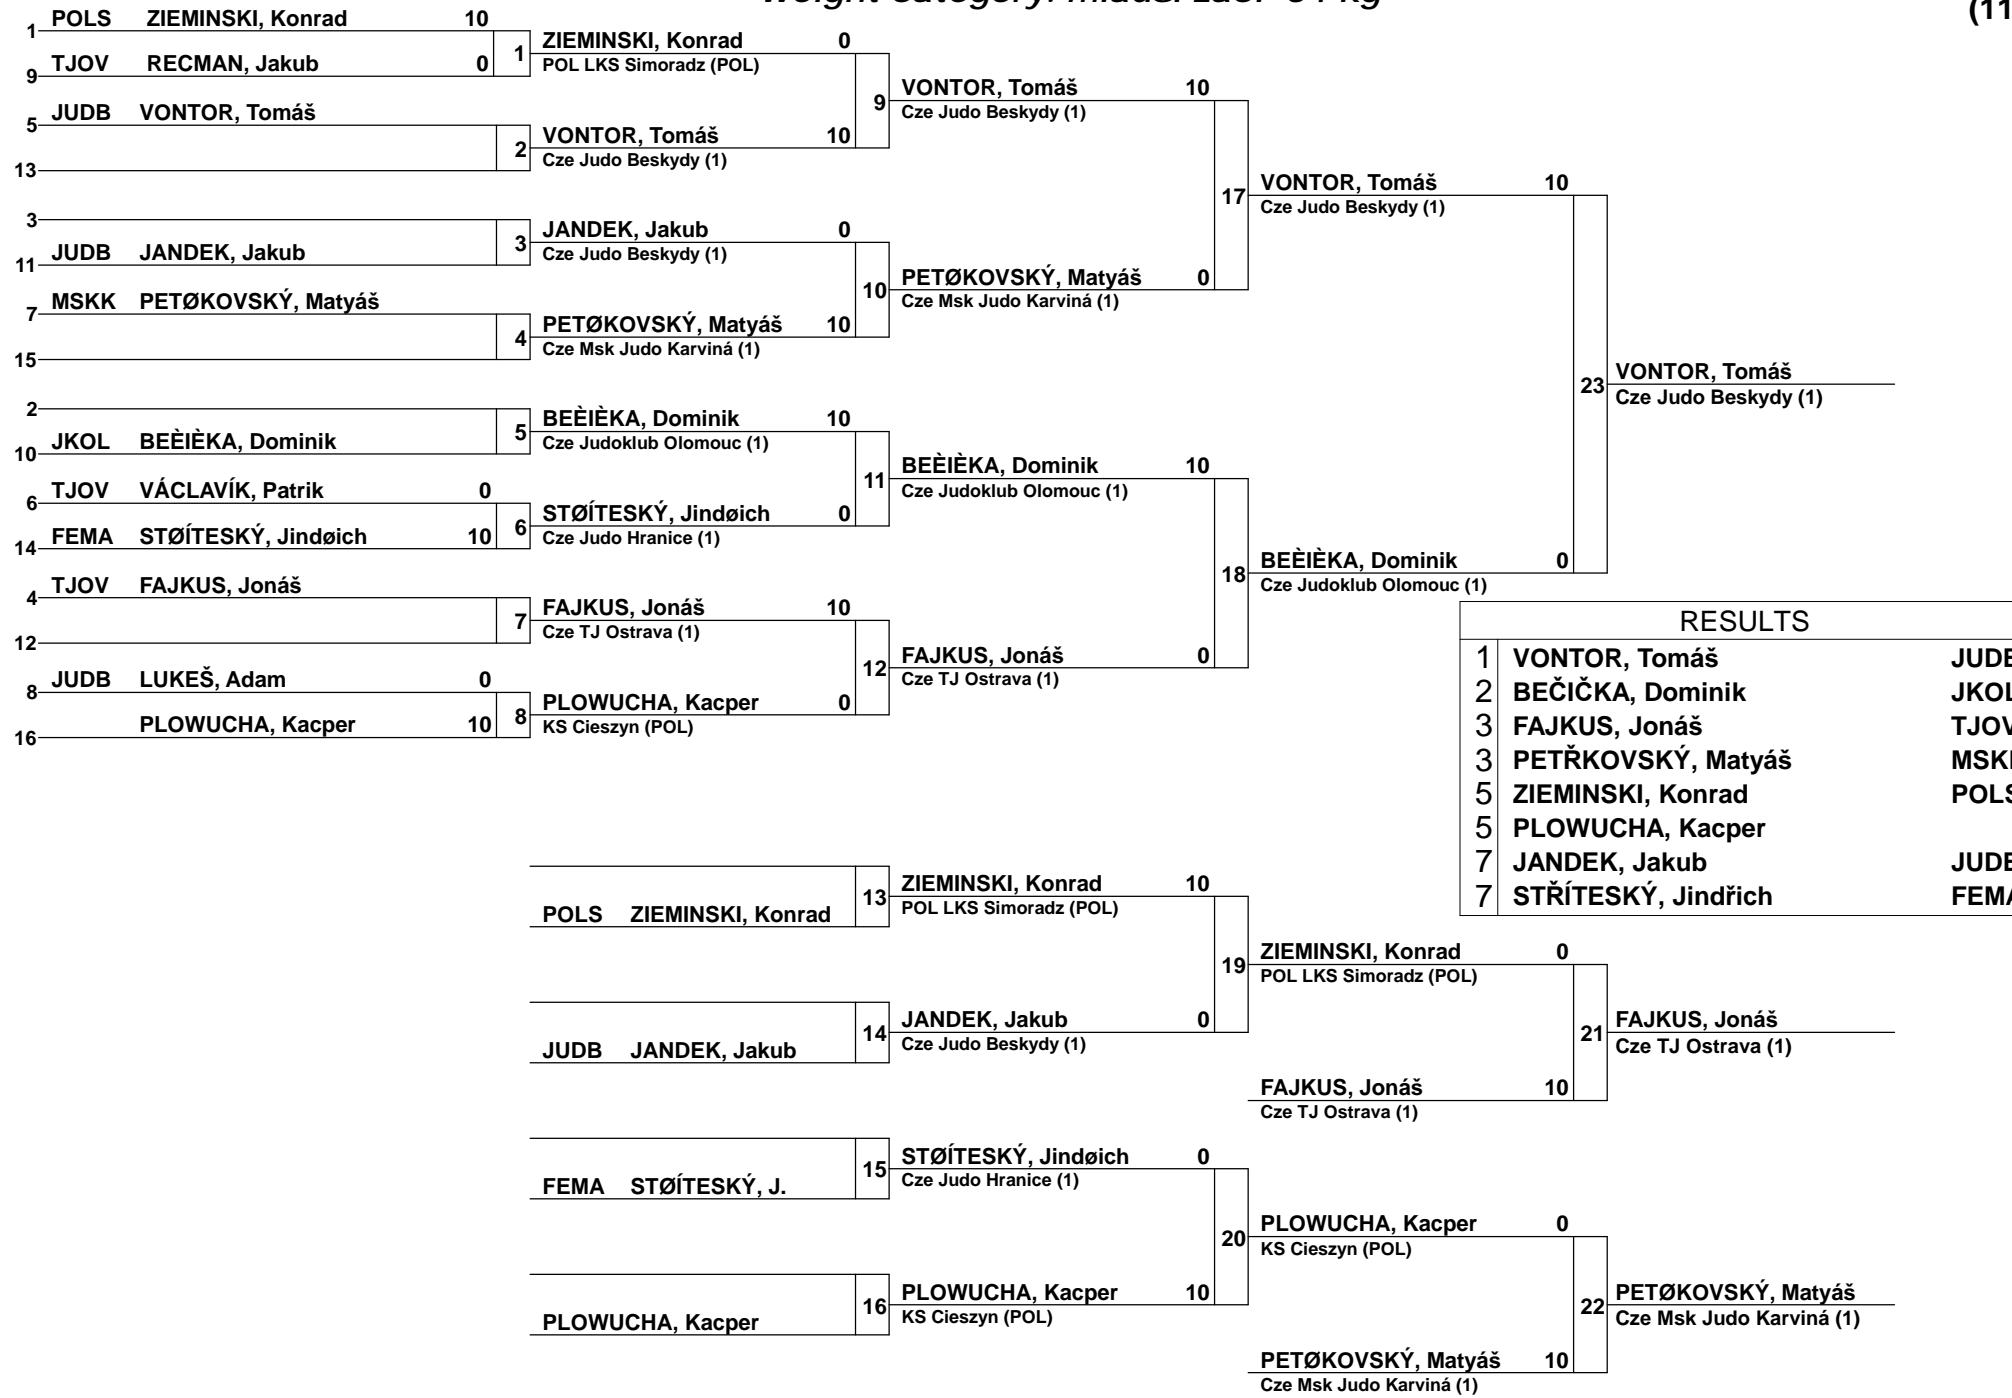 Weight category: mladší žáci -34 kg
(11
1 POLS ZIEMINSKI, Konrad 10
9 TJOV RECMAN, Jakub 0
1 ZIEMINSKI, Konrad 0
POL LKS Simoradz (POL)
5 JUDB VONTOR, Tomáš
13
2 VONTOR, Tomáš 10
Cze Judo Beskydy (1)
9 VONTOR, Tomáš 10
Cze Judo Beskydy (1)
3
11 JUDB JANDEK, Jakub
3 JANDEK, Jakub 0
Cze Judo Beskydy (1)
7 MSKK PETØKOVSKÝ, Matyáš
15
4 PETØKOVSKÝ, Matyáš 10
Cze Msk Judo Karviná (1)
10 PETØKOVSKÝ, Matyáš 0
Cze Msk Judo Karviná (1)
17 VONTOR, Tomáš 10
Cze Judo Beskydy (1)
2
10 JKOL BEÈIÈKA, Dominik
5 BEÈIÈKA, Dominik 10
Cze Judoklub Olomouc (1)
6 TJOV VÁCLAVÍK, Patrik 0
14 FEMA STØÍTESKÝ, Jindøich 10
6 STØÍTESKÝ, Jindøich 0
Cze Judo Hranice (1)
11 BEÈIÈKA, Dominik 10
Cze Judoklub Olomouc (1)
4 TJOV FAJKUS, Jonáš
12
7 FAJKUS, Jonáš 10
Cze TJ Ostrava (1)
8 JUDB LUKEŠ, Adam 0
16 PLOWUCHA, Kacper 10
8 PLOWUCHA, Kacper 0
KS Cieszyn (POL)
12 FAJKUS, Jonáš 0
Cze TJ Ostrava (1)
18 BEÈIÈKA, Dominik 0
Cze Judoklub Olomouc (1)
23 VONTOR, Tomáš
Cze Judo Beskydy (1)
RESULTS
1 VONTOR, Tomáš JUDB
2 BEČIČKA, Dominik JKOL
3 FAJKUS, Jonáš TJOV
3 PETŘKOVSKÝ, Matyáš MSKK
5 ZIEMINSKI, Konrad POLS
5 PLOWUCHA, Kacper
7 JANDEK, Jakub JUDB
7 STŘÍTESKÝ, Jindřich FEMA
POLS ZIEMINSKI, Konrad
13 ZIEMINSKI, Konrad 10
POL LKS Simoradz (POL)
JUDB JANDEK, Jakub
14 JANDEK, Jakub 0
Cze Judo Beskydy (1)
19 ZIEMINSKI, Konrad 0
POL LKS Simoradz (POL)
FAJKUS, Jonáš 10
Cze TJ Ostrava (1)
21 FAJKUS, Jonáš
Cze TJ Ostrava (1)
FEMA STØÍTESKÝ, J.
15 STØÍTESKÝ, Jindøich 0
Cze Judo Hranice (1)
PLOWUCHA, Kacper
16 PLOWUCHA, Kacper 10
KS Cieszyn (POL)
20 PLOWUCHA, Kacper 0
KS Cieszyn (POL)
PETØKOVSKÝ, Matyáš 10
Cze Msk Judo Karviná (1)
22 PETØKOVSKÝ, Matyáš
Cze Msk Judo Karviná (1)